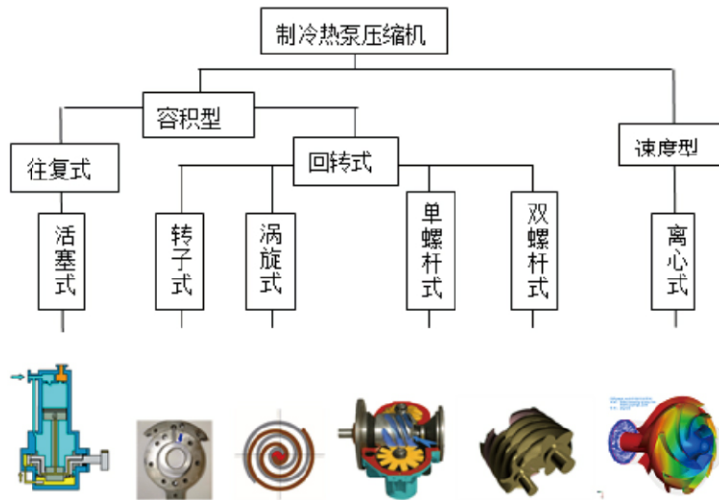 制冷热泵压缩机
容积型
速度型
往复式
回转式
活塞式
转子式
涡旋式
单螺杆式
双螺杆式
离心式